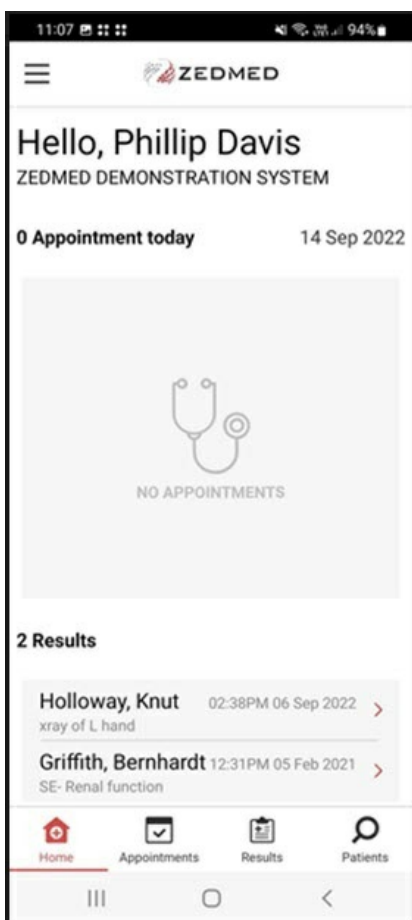 11:07 94%
ZEDMED
Hello, Phillip Davis
ZEDMED DEMONSTRATION SYSTEM
0 Appointment today 14 Sep 2022
NO APPOINTMENTS
2 Results
Holloway, Knut 02:38PM 06 Sep 2022
xray of L hand
Griffith, Bernhardt 12:31PM 05 Feb 2021
SE- Renal function
Home Appointments Results Patients